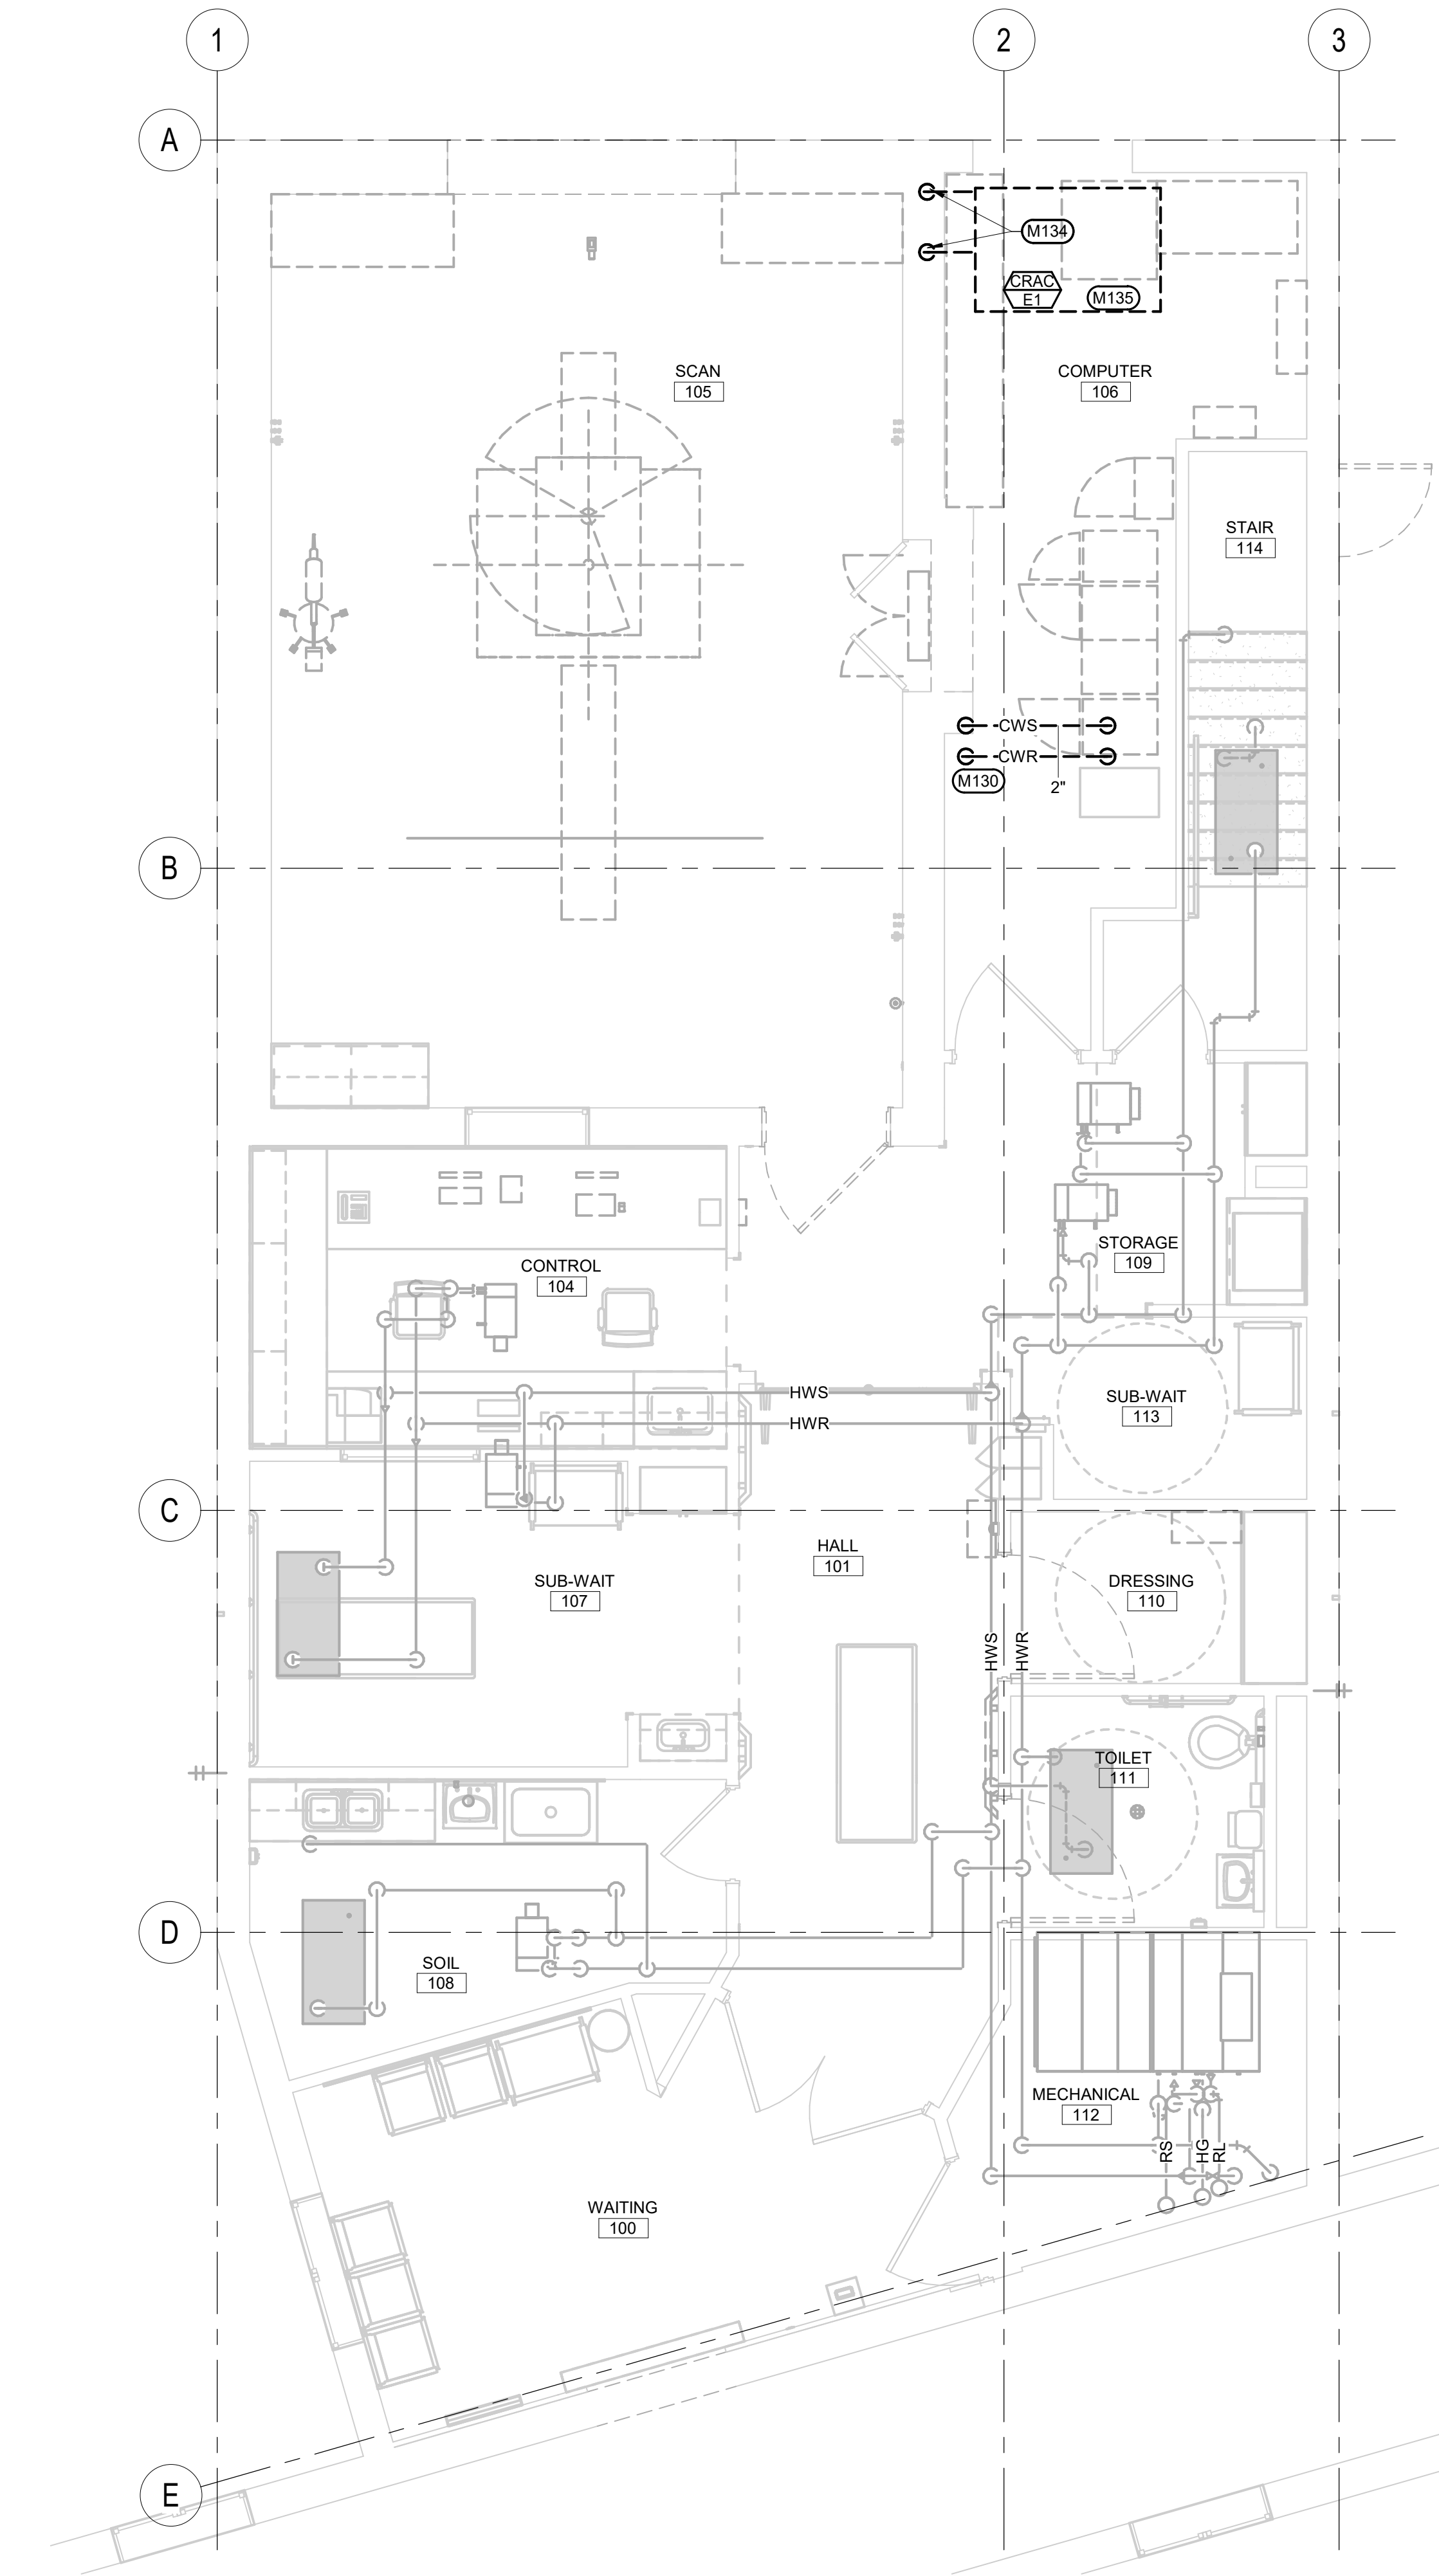 1
2
3
A
M134
CRAC
E1
M135
SCAN
105
COMPUTER
106
STAIR
114
CWS
CWR
M130
2"
B
STORAGE
109
CONTROL
104
HWS
HWR
SUB-WAIT
113
C
HALL
101
SUB-WAIT
107
DRESSING
110
HWS
HWR
TOILET
111
D
SOIL
108
MECHANICAL
112
RS
HG
RL
WAITING
100
E